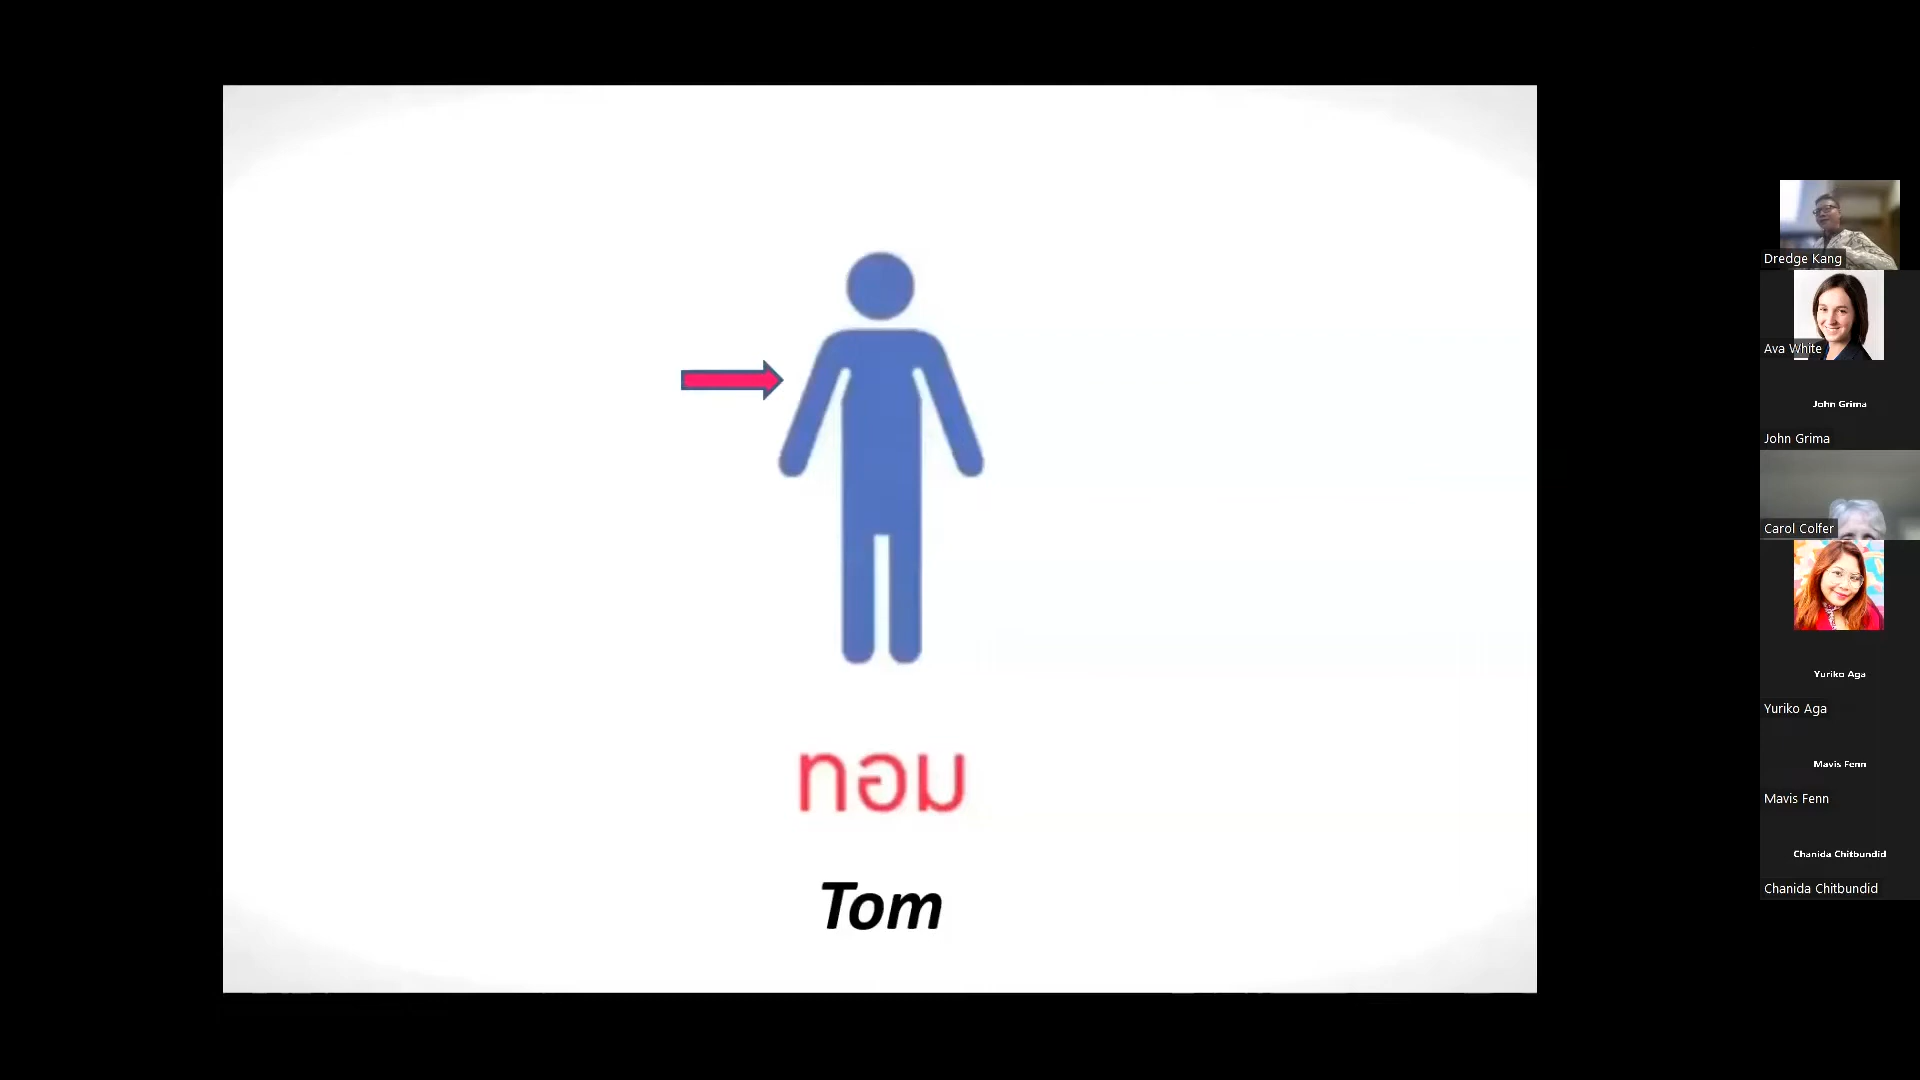 ทอม
Tom
Dredge Kang
Ava White
John Grima
John Grima
Carol Colfer
Yuriko Aga
Yuriko Aga
Mavis Fenn
Mavis Fenn
Chanida Chitbundid
Chanida Chitbundid